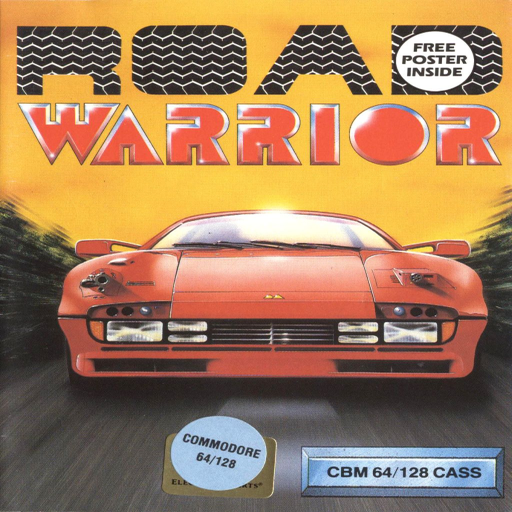 ROAD
FREE
POSTER
INSIDE
WARRIOR
COMMODORE
64/128
CBM 64/128 CASS